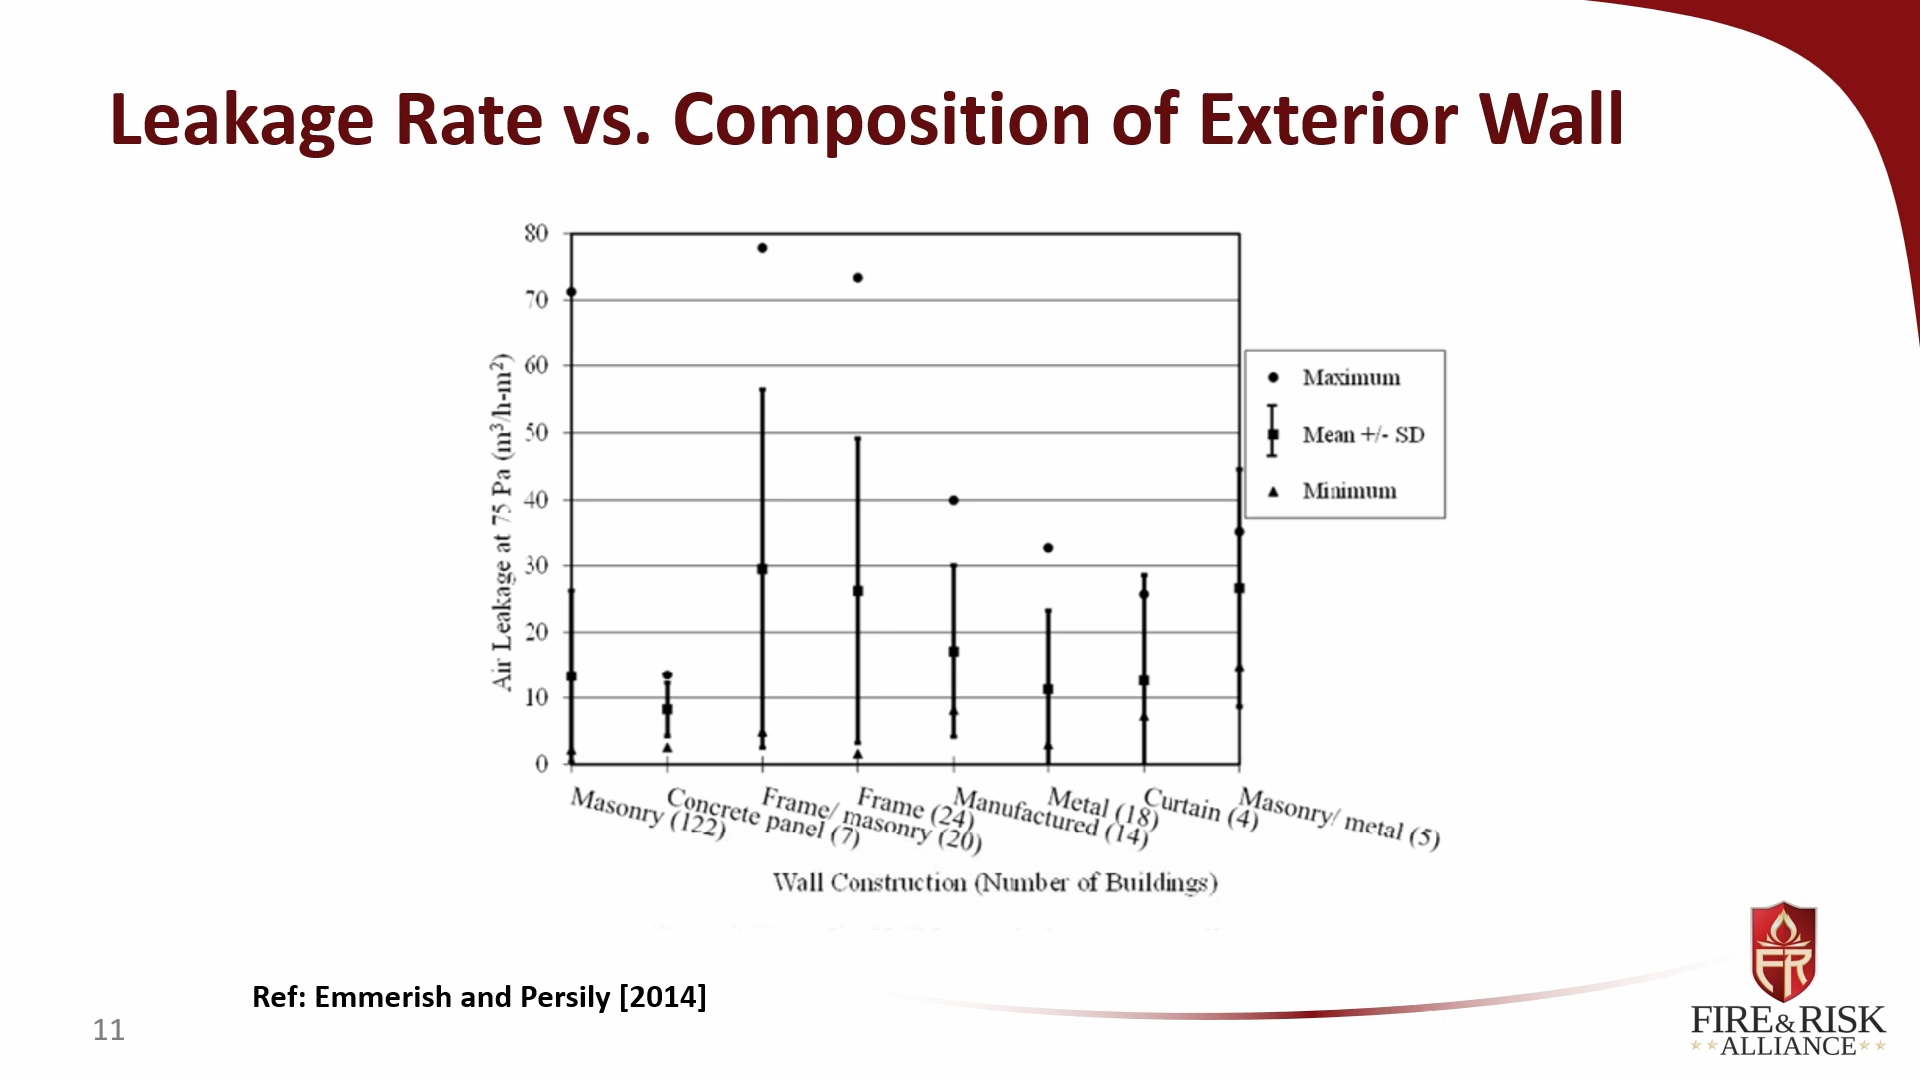 Leakage Rate vs. Composition of Exterior Wall
80
70
60
50
40
30
20
10
0
Air Leakage at 75 Pa (m³/h-m²)
Maximum
Mean +/- SD
Minimum
Masonry (122)
Concrete panel (7)
Frame/ masonry (20)
Frame (24)
Manufactured (14)
Metal (18)
Curtain (4)
Masonry/ metal (5)
Wall Construction (Number of Buildings)
Ref: Emmerish and Persily [2014]
11
FR
FIRE&RISK
ALLIANCE